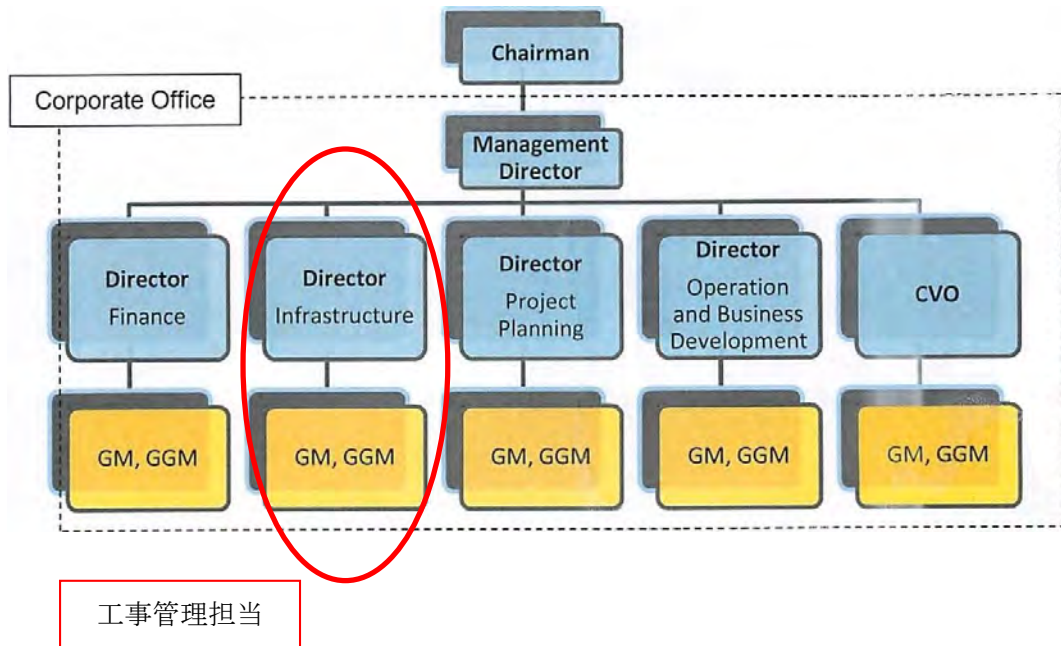 Chairman
Corporate Office
Management
Director
Director
Finance
Director
Infrastructure
Director
Project
Planning
Director
Operation
and Business
Development
CVO
GM, GGM
GM, GGM
GM, GGM
GM, GGM
GM, GGM
工事管理担当